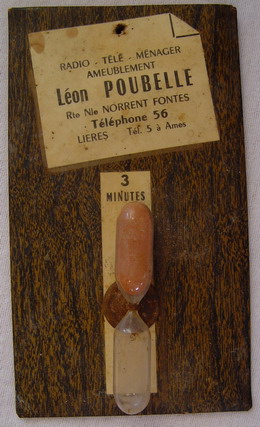 RADIO - TÉLÉ - MÉNAGER
AMEUBLEMENT
Léon POUBELLE
Rte Nle NORRENT FONTES
Téléphone 56
LIERES Tél. 5 à Ames
3
MINUTES